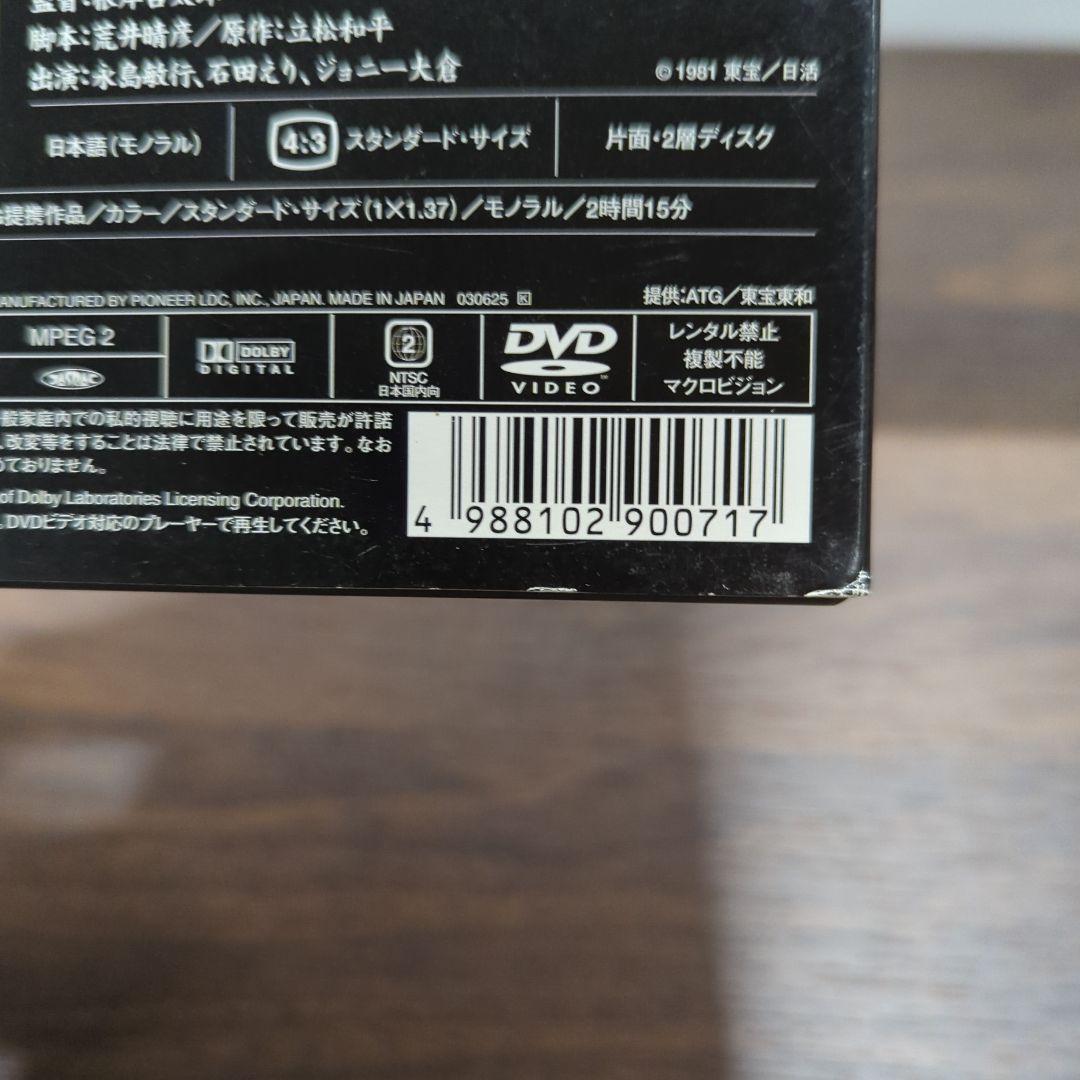 脚本:荒井晴彦/原作:立松和平
出演:永島敏行、石田えり、ジョニー大倉
©1981 東宝/日活
日本語(モノラル)
4:3 スタンダード・サイズ
片面・2層ディスク
提携作品/カラー/スタンダード・サイズ(1×1.37)/モノラル/2時間15分
MANUFACTURED BY PIONEER LDC, INC., JAPAN. MADE IN JAPAN 030625 K
提供:ATG/東宝東和
MPEG 2
DOLBY
DIGITAL
2
NTSC
日本国内向
DVD
VIDEO
レンタル禁止
複製不能
マクロビジョン
般家庭内での私的視聴に用途を限って販売が許諾
、改変等をすることは法律で禁止されています。なお
ておりません。
of Dolby Laboratories Licensing Corporation.
DVDビデオ対応のプレーヤーで再生してください。
4 988102 900717